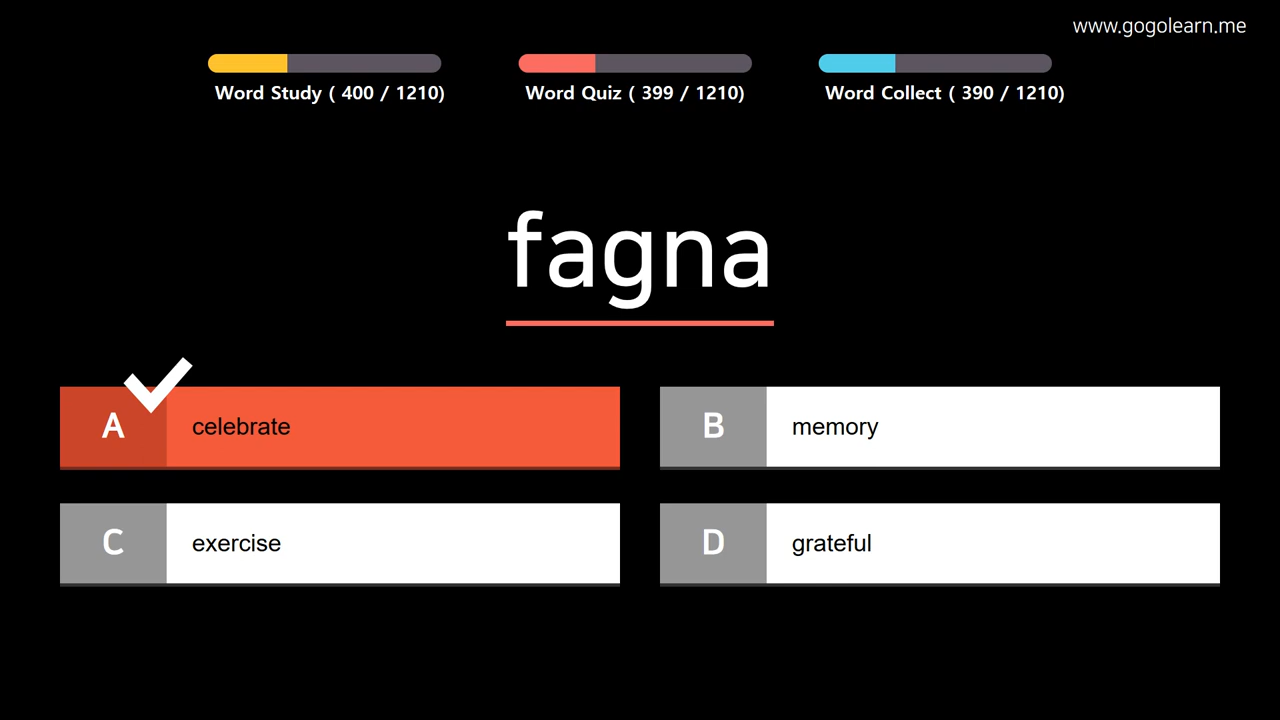 www.gogolearn.me
Word Study ( 400 / 1210)
Word Quiz ( 399 / 1210)
Word Collect ( 390 / 1210)
fagna
A celebrate
B memory
C exercise
D grateful